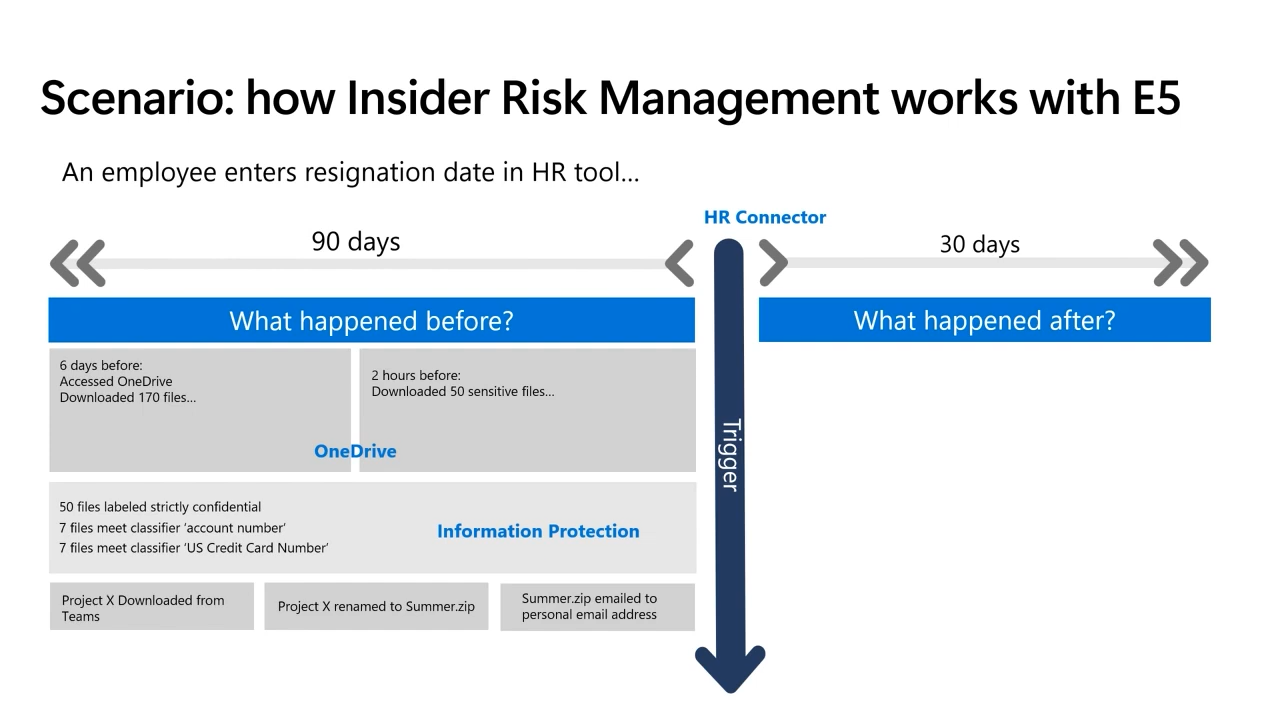 Scenario: how Insider Risk Management works with E5
An employee enters resignation date in HR tool...
HR Connector
90 days
30 days
What happened before?
What happened after?
6 days before:
Accessed OneDrive
Downloaded 170 files...
2 hours before:
Downloaded 50 sensitive files...
OneDrive
Trigger
50 files labeled strictly confidential
7 files meet classifier ‘account number’
7 files meet classifier ‘US Credit Card Number’
Information Protection
Project X Downloaded from
Teams
Project X renamed to Summer.zip
Summer.zip emailed to
personal email address